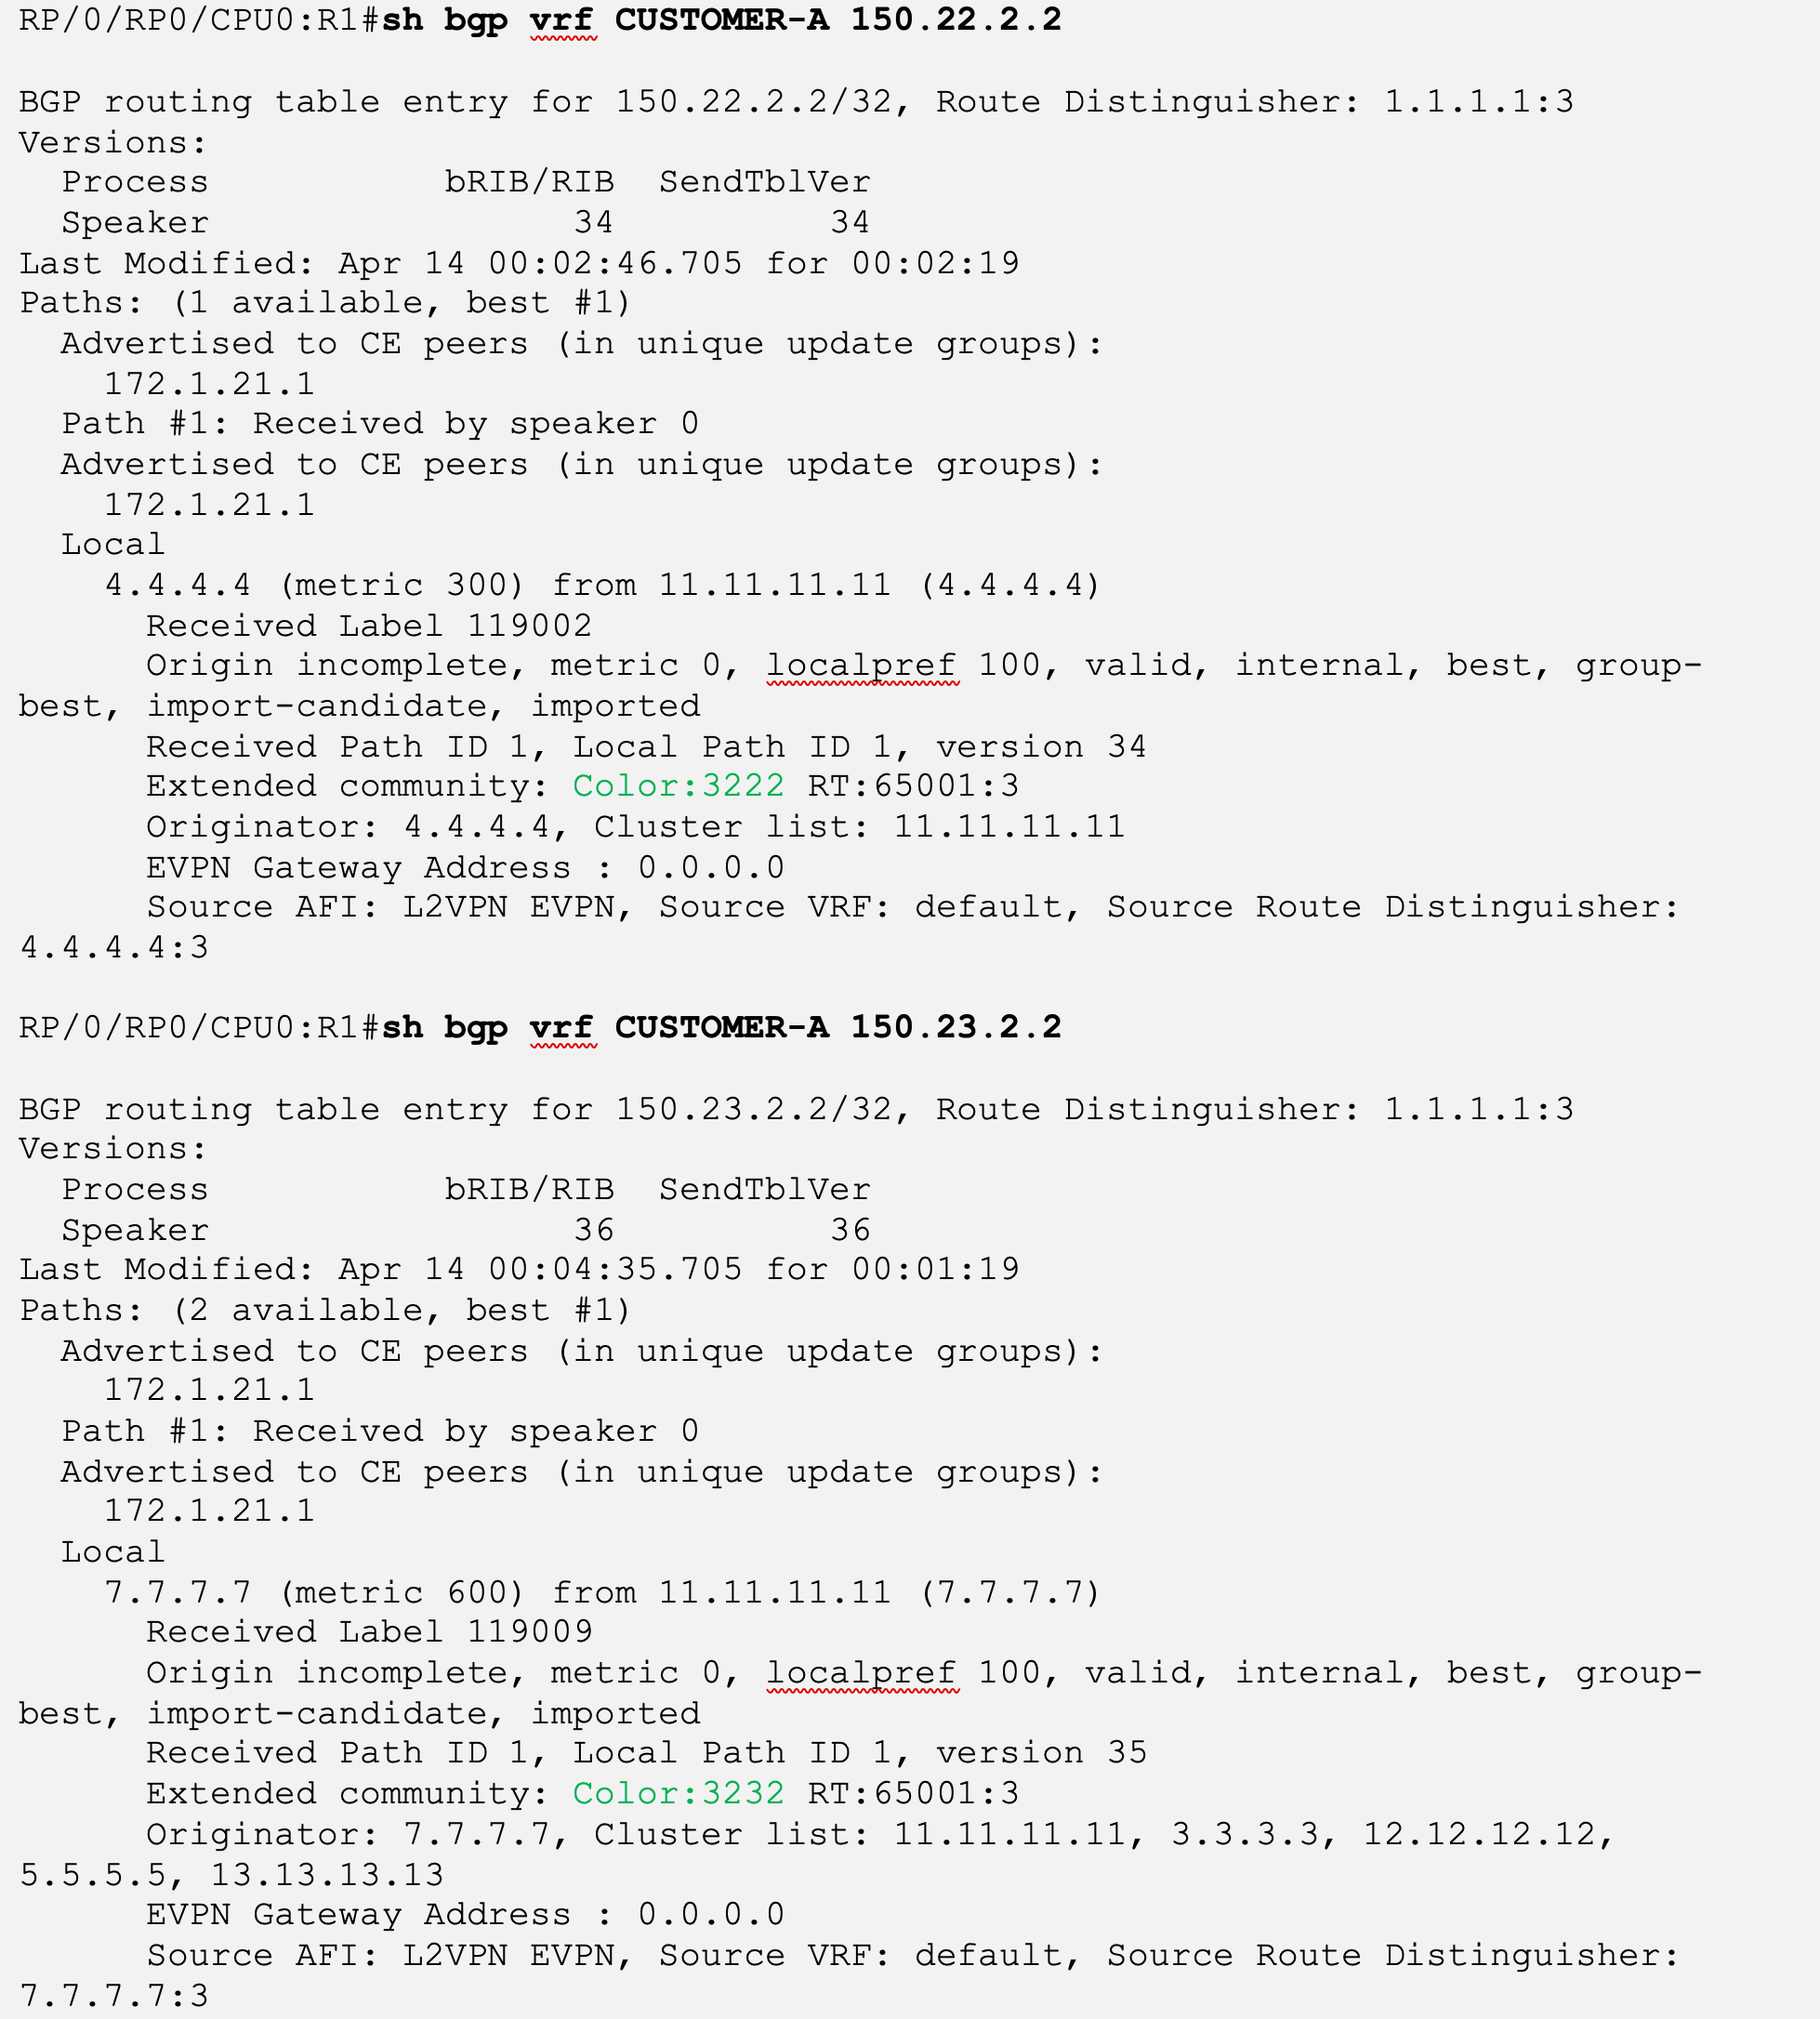 RP/0/RP0/CPU0:R1#sh bgp vrf CUSTOMER-A 150.22.2.2
BGP routing table entry for 150.22.2.2/32, Route Distinguisher: 1.1.1.1:3
Versions:
Process bRIB/RIB SendTblVer
Speaker 34 34
Last Modified: Apr 14 00:02:46.705 for 00:02:19
Paths: (1 available, best #1)
Advertised to CE peers (in unique update groups):
172.1.21.1
Path #1: Received by speaker 0
Advertised to CE peers (in unique update groups):
172.1.21.1
Local
4.4.4.4 (metric 300) from 11.11.11.11 (4.4.4.4)
Received Label 119002
Origin incomplete, metric 0, localpref 100, valid, internal, best, group-
best, import-candidate, imported
Received Path ID 1, Local Path ID 1, version 34
Extended community: Color:3222 RT:65001:3
Originator: 4.4.4.4, Cluster list: 11.11.11.11
EVPN Gateway Address : 0.0.0.0
Source AFI: L2VPN EVPN, Source VRF: default, Source Route Distinguisher:
4.4.4.4:3
RP/0/RP0/CPU0:R1#sh bgp vrf CUSTOMER-A 150.23.2.2
BGP routing table entry for 150.23.2.2/32, Route Distinguisher: 1.1.1.1:3
Versions:
Process bRIB/RIB SendTblVer
Speaker 36 36
Last Modified: Apr 14 00:04:35.705 for 00:01:19
Paths: (2 available, best #1)
Advertised to CE peers (in unique update groups):
172.1.21.1
Path #1: Received by speaker 0
Advertised to CE peers (in unique update groups):
172.1.21.1
Local
7.7.7.7 (metric 600) from 11.11.11.11 (7.7.7.7)
Received Label 119009
Origin incomplete, metric 0, localpref 100, valid, internal, best, group-
best, import-candidate, imported
Received Path ID 1, Local Path ID 1, version 35
Extended community: Color:3232 RT:65001:3
Originator: 7.7.7.7, Cluster list: 11.11.11.11, 3.3.3.3, 12.12.12.12,
5.5.5.5, 13.13.13.13
EVPN Gateway Address : 0.0.0.0
Source AFI: L2VPN EVPN, Source VRF: default, Source Route Distinguisher:
7.7.7.7:3